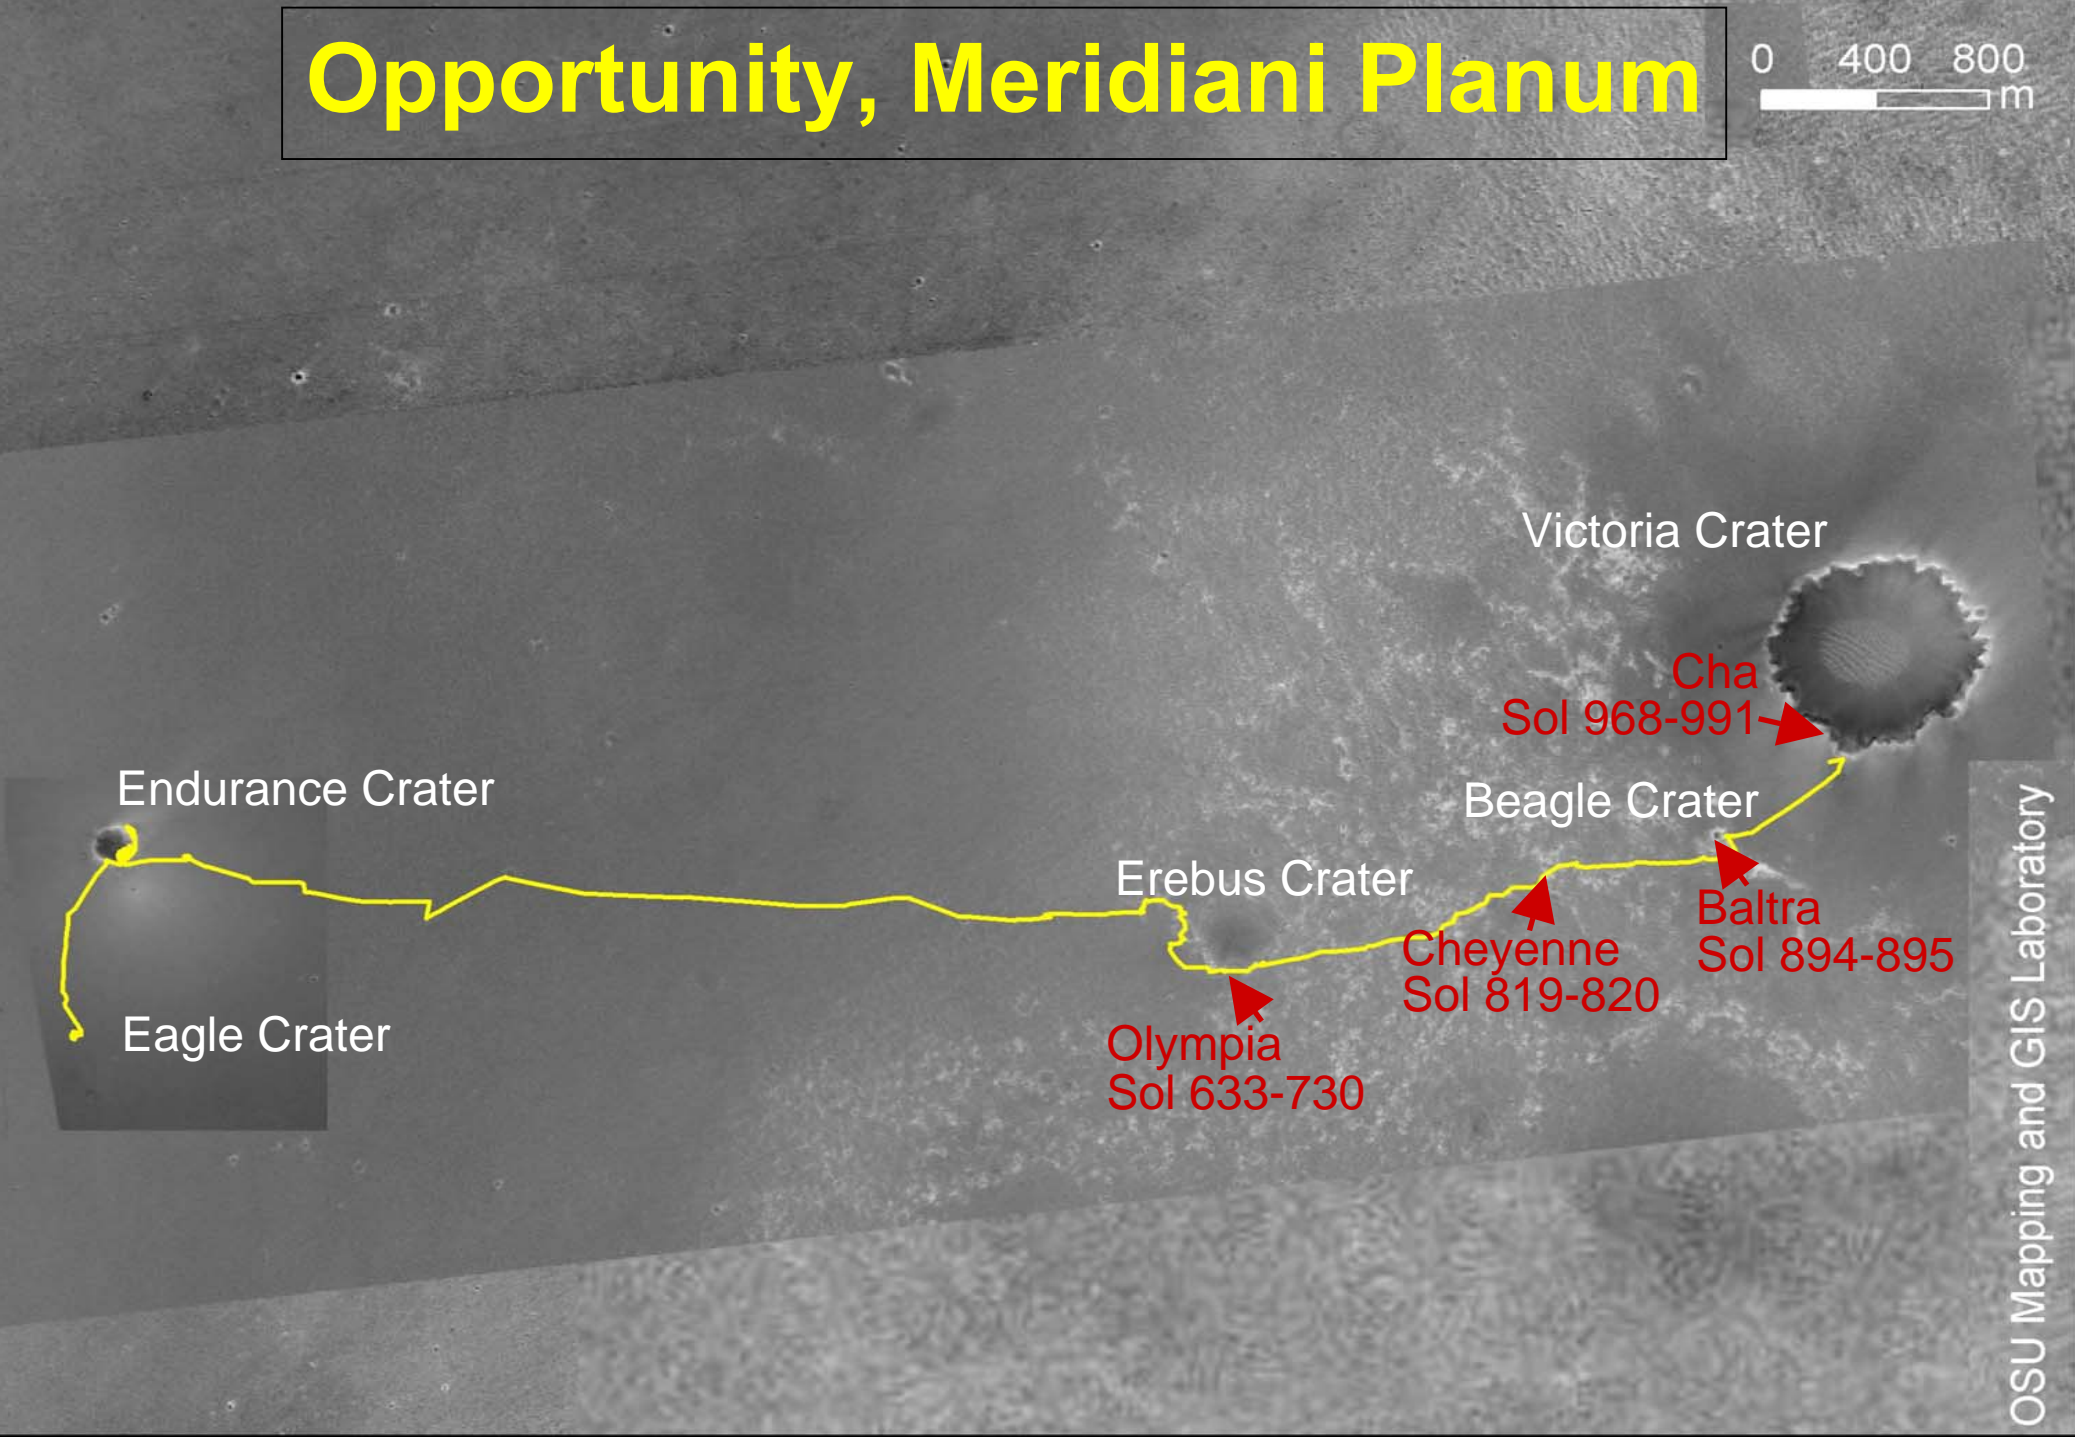 Opportunity, Meridiani Planum
0 400 800
m
Victoria Crater
Cha
Sol 968-991
Endurance Crater
Beagle Crater
Erebus Crater
Baltra
Sol 894-895
Cheyenne
Sol 819-820
Eagle Crater
Olympia
Sol 633-730
OSU Mapping and GIS Laboratory